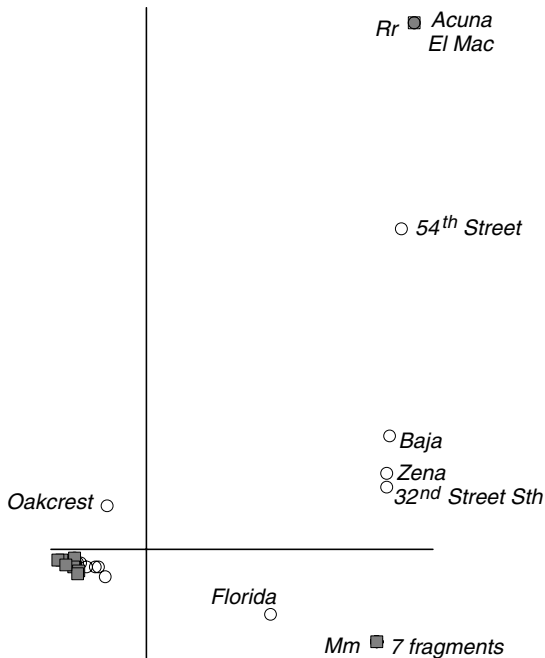 Rr Acuna
El Mac
54th Street
Baja
Zena
32nd Street Sth
Oakcrest
Florida
Mm 7 fragments